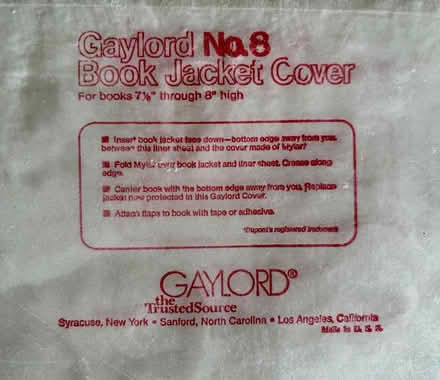 Gaylord No.8
Book Jacket Cover
For books 7⅞" through 8" high
■ Insert book jacket face down—bottom edge away from you,
between this liner sheet and the cover made of Mylar.*
■ Fold Mylar over book jacket and liner sheet. Crease along
edge.
■ Center book with the bottom edge away from you. Replace
jacket now protected in this Gaylord Cover.
■ Attach flaps to book with tape or adhesive.
*Dupont's registered trademark
GAYLORD®
the
TrustedSource
Syracuse, New York • Sanford, North Carolina • Los Angeles, California
Made in U. S. A.